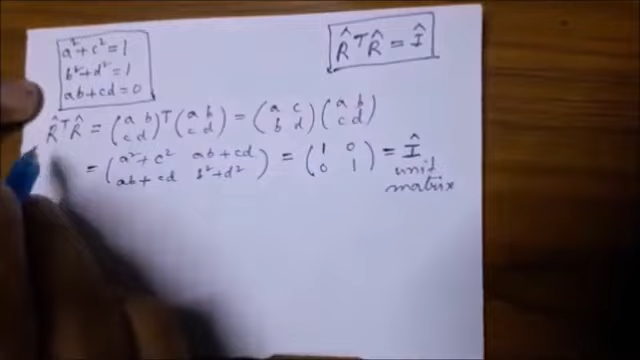 a² + c² = 1
b² + d² = 1
ab + cd = 0
R̂ᵀR̂ = Î
R̂ᵀR̂ = (a b c d)ᵀ (a b c d) = (a c b d) (a b c d)
= (a² + c² ab + cd ab + cd b² + d²) = (1 0 0 1) = Î
unit
matrix